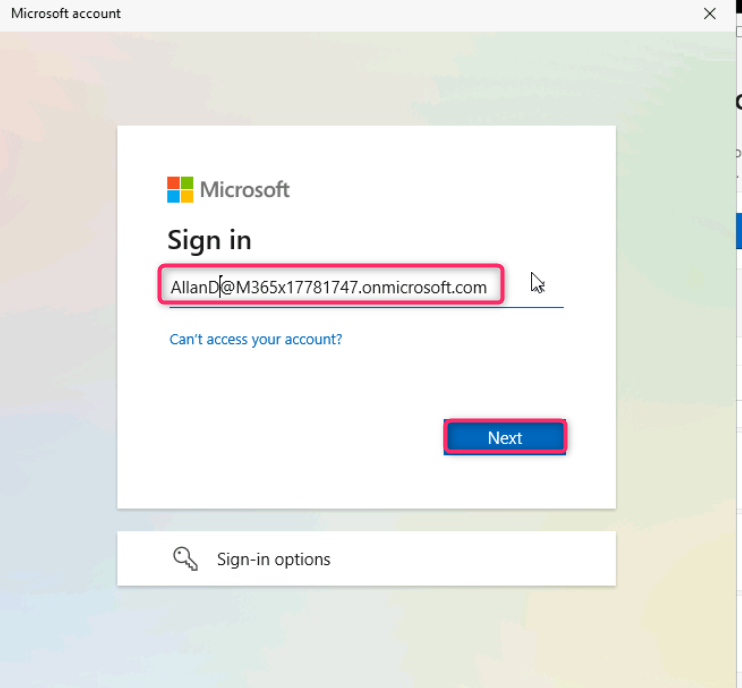 Microsoft account
Microsoft
Sign in
AllanD@M365x17781747.onmicrosoft.com
Can't access your account?
Next
Sign-in options